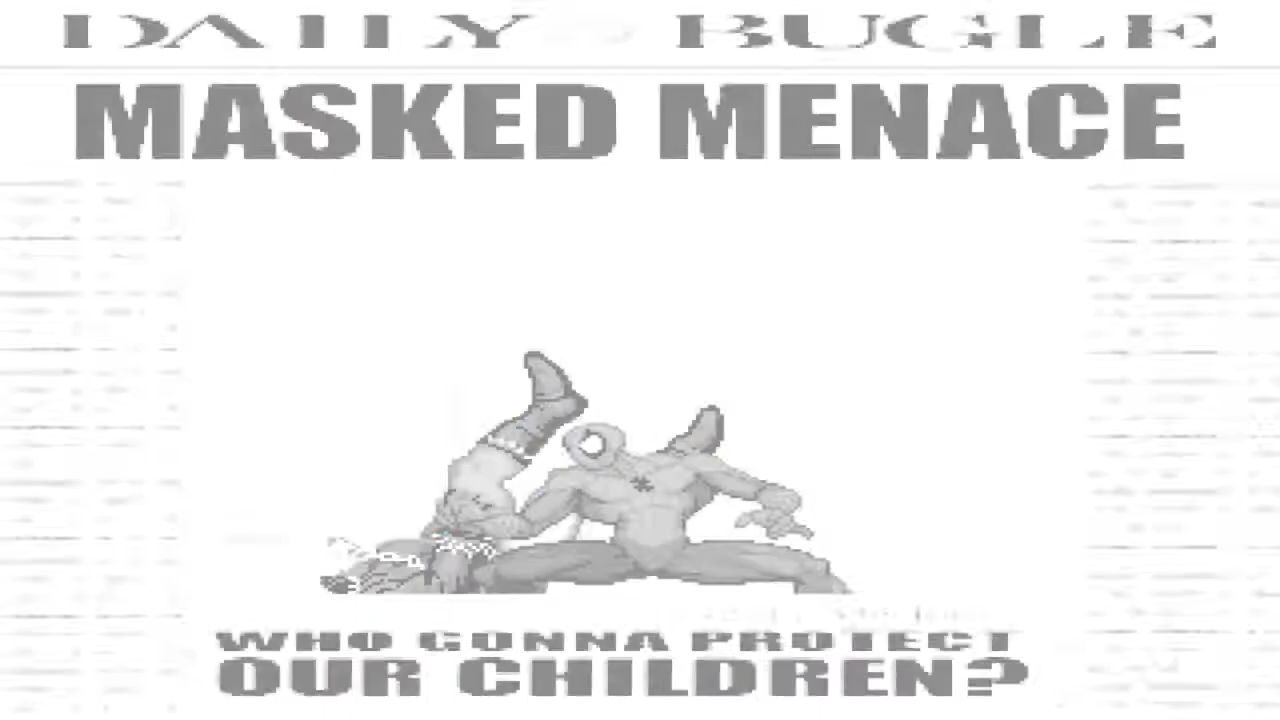 DAILY BUGLE
MASKED MENACE
WHO GONNA PROTECT
OUR CHILDREN?